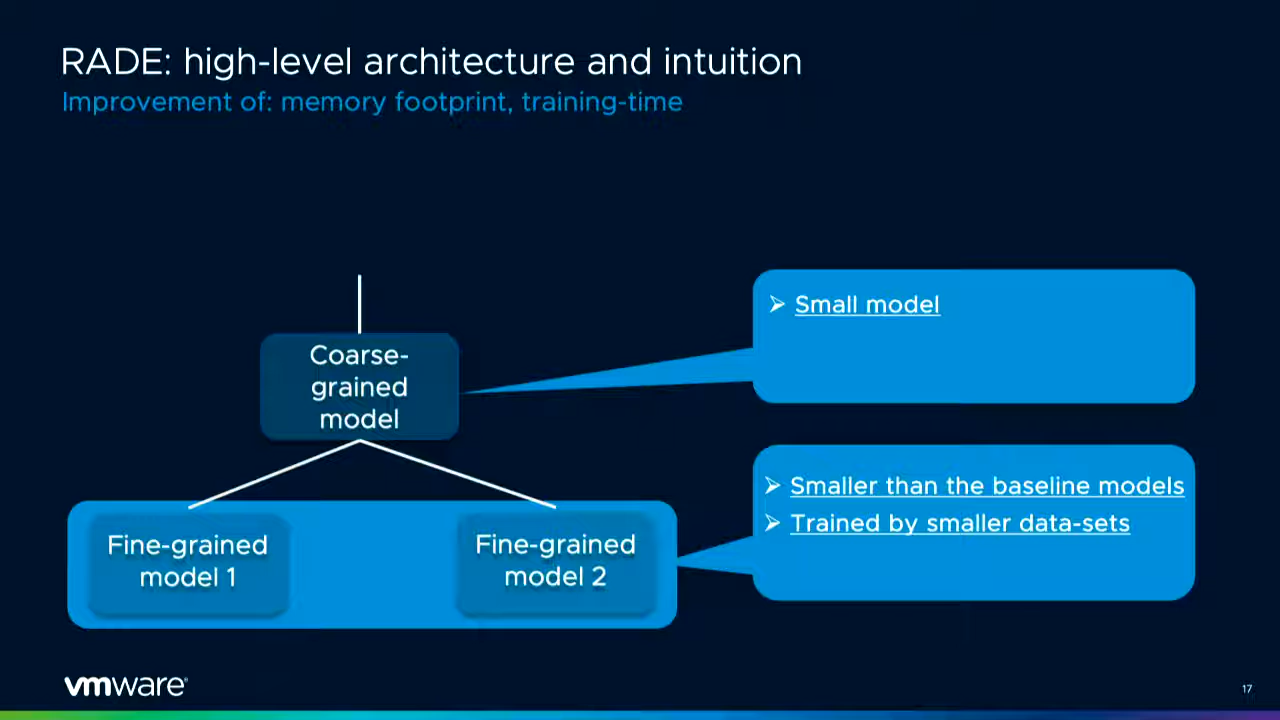 RADE: high-level architecture and intuition
Improvement of: memory footprint, training-time
Coarse-
grained
model
➢ Small model
Fine-grained
model 1
Fine-grained
model 2
➢ Smaller than the baseline models
➢ Trained by smaller data-sets
vmware®
17